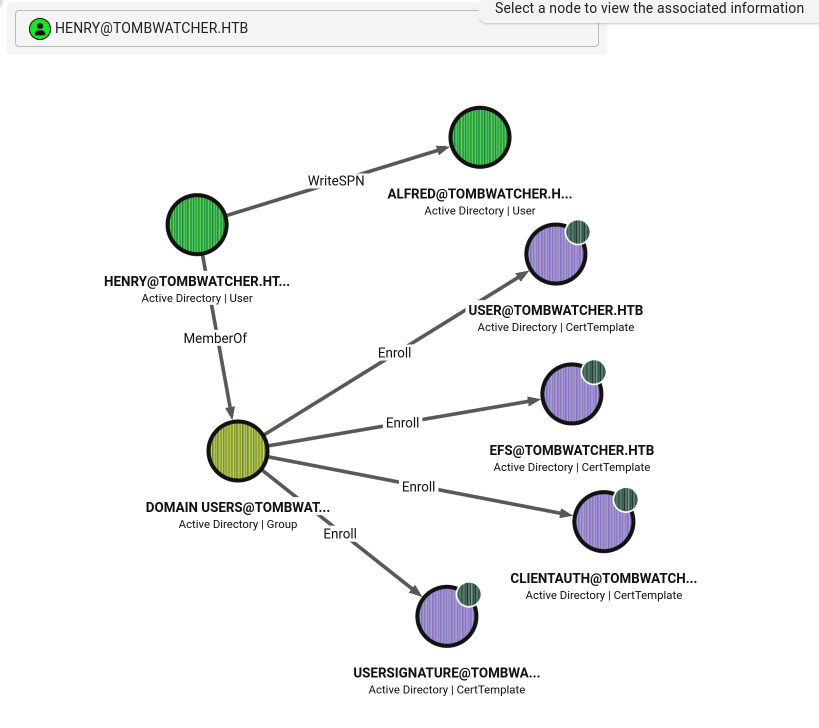 Select a node to view the associated information
HENRY@TOMBWATCHER.HTB
WriteSPN
ALFRED@TOMBWATCHER.H...
Active Directory | User
HENRY@TOMBWATCHER.HT...
Active Directory | User
USER@TOMBWATCHER.HTB
Active Directory | CertTemplate
MemberOf
Enroll
Enroll
EFS@TOMBWATCHER.HTB
Active Directory | CertTemplate
Enroll
DOMAIN USERS@TOMBWAT...
Active Directory | Group
Enroll
CLIENTAUTH@TOMBWATCH...
Active Directory | CertTemplate
USERSIGNATURE@TOMBWA...
Active Directory | CertTemplate